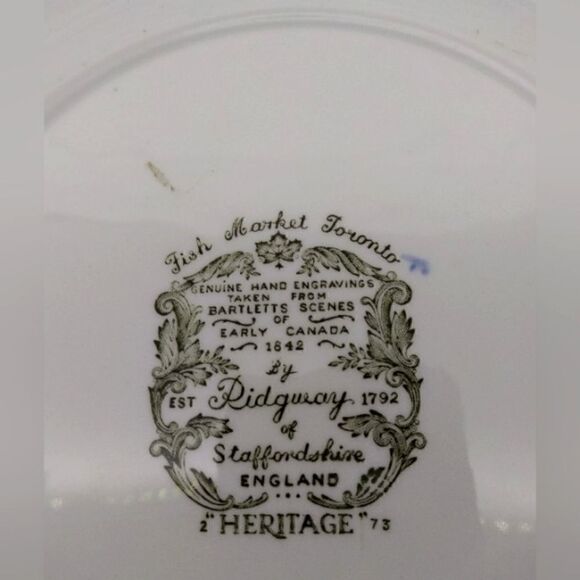 Fish Market Toronto
GENUINE HAND ENGRAVINGS
TAKEN FROM
BARTLETTS SCENES
OF
EARLY CANADA
1842
By
EST Ridgway 1792
of
Staffordshire
ENGLAND
2 "HERITAGE" 73